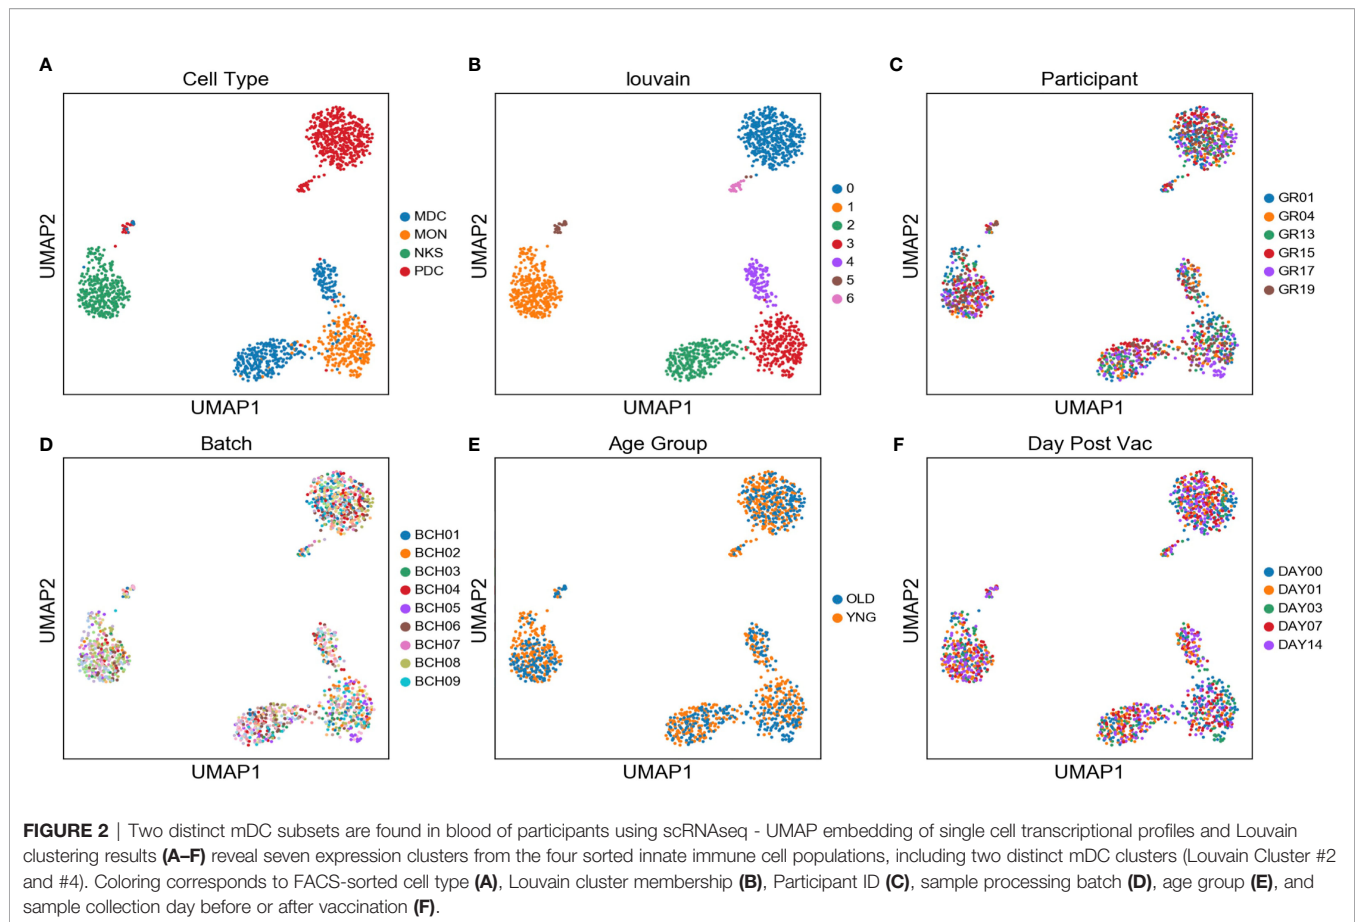 A
Cell Type
UMAP2
UMAP1
MDC
MON
NKS
PDC
B
louvain
UMAP2
UMAP1
0
1
2
3
4
5
6
C
Participant
UMAP2
UMAP1
GR01
GR04
GR13
GR15
GR17
GR19
D
Batch
UMAP2
UMAP1
BCH01
BCH02
BCH03
BCH04
BCH05
BCH06
BCH07
BCH08
BCH09
E
Age Group
UMAP2
UMAP1
OLD
YNG
F
Day Post Vac
UMAP2
UMAP1
DAY00
DAY01
DAY03
DAY07
DAY14
FIGURE 2 | Two distinct mDC subsets are found in blood of participants using scRNAseq - UMAP embedding of single cell transcriptional profiles and Louvain
clustering results (A–F) reveal seven expression clusters from the four sorted innate immune cell populations, including two distinct mDC clusters (Louvain Cluster #2
and #4). Coloring corresponds to FACS-sorted cell type (A), Louvain cluster membership (B), Participant ID (C), sample processing batch (D), age group (E), and
sample collection day before or after vaccination (F).